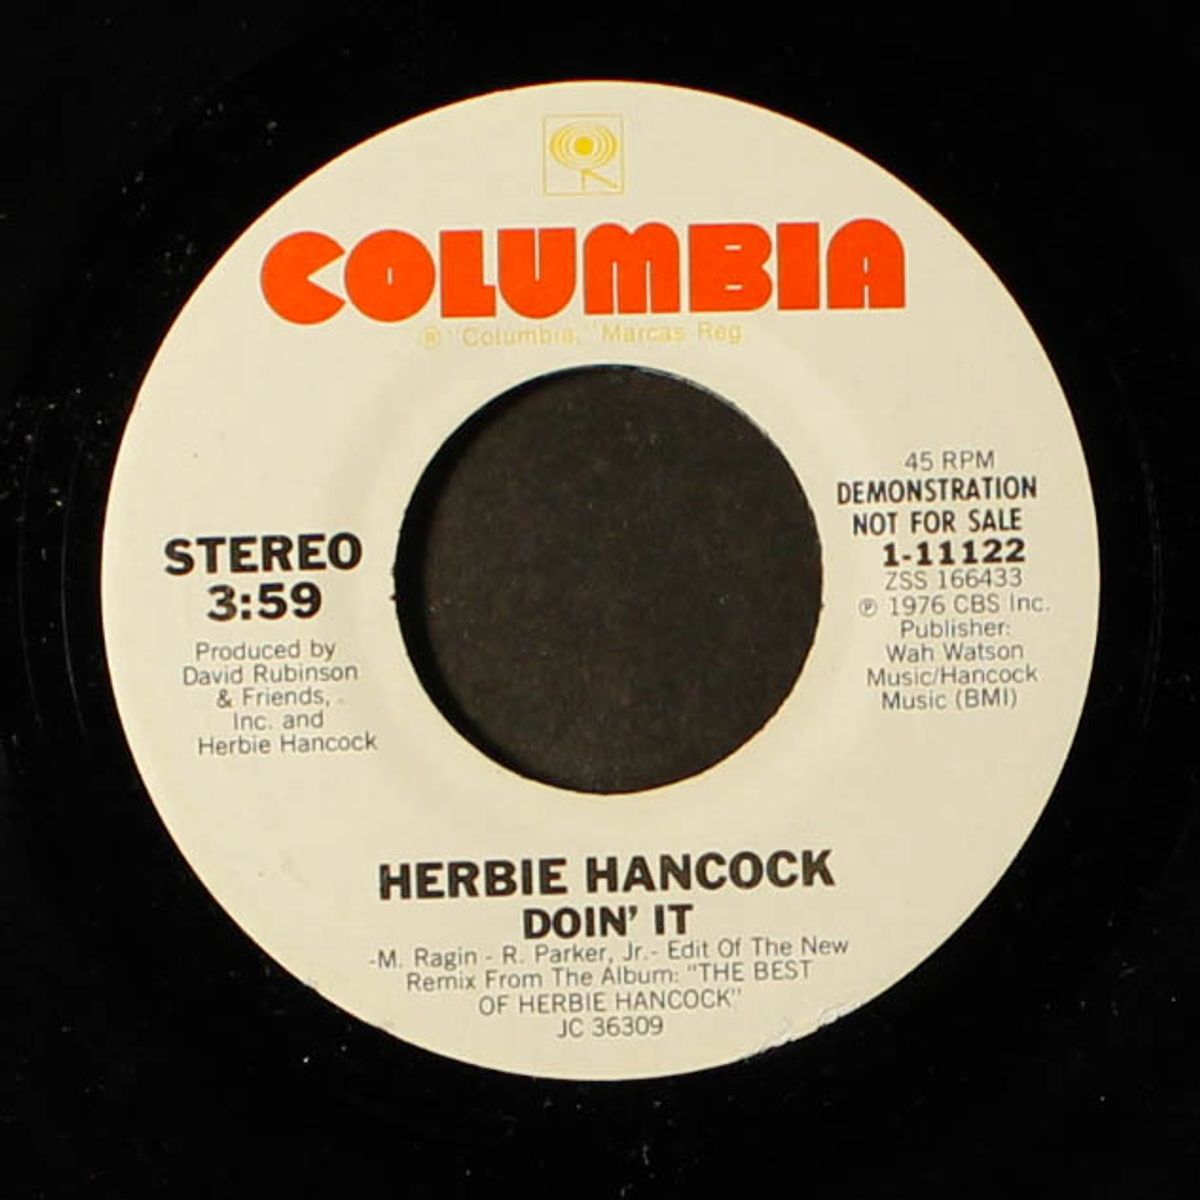 COLUMBIA
® "Columbia," Marcas Reg.
45 RPM
DEMONSTRATION
NOT FOR SALE
1-11122
ZSS 166433
℗ 1976 CBS Inc.
Publisher:
Wah Watson
Music/Hancock
Music (BMI)
STEREO
3:59
Produced by
David Rubinson
& Friends,
Inc. and
Herbie Hancock
HERBIE HANCOCK
DOIN' IT
-M. Ragin - R. Parker, Jr.- Edit Of The New
Remix From The Album: "THE BEST
OF HERBIE HANCOCK"
JC 36309